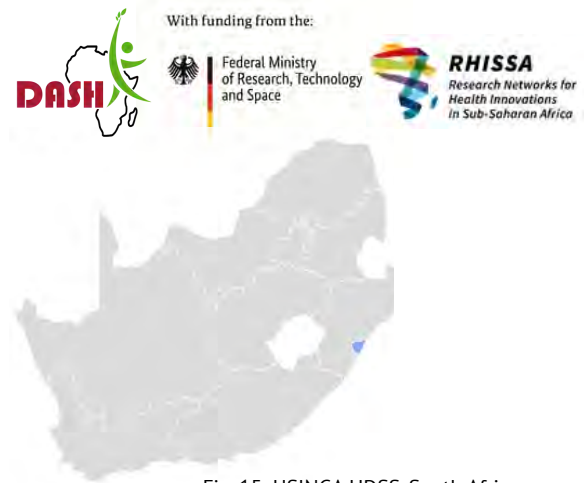 With funding from the:
DASH
Federal Ministry
of Research, Technology
and Space
RHISSA
Research Networks for
Health Innovations
in Sub-Saharan Africa